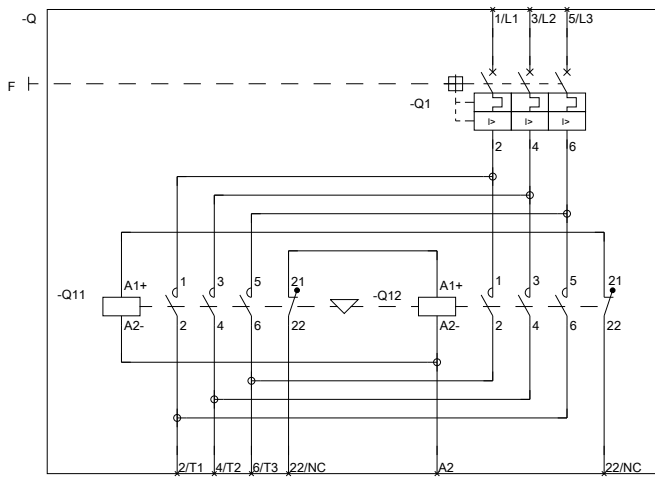 -Q 1/L1 3/L2 5/L3
F
-Q1
I> I> I>
2 4 6
-Q11 A1+ 1 3 5 21 -Q12 A1+ 1 3 5 21
A2- 2 4 6 22 A2- 2 4 6 22
2/T1 4/T2 6/T3 22/NC A2 22/NC